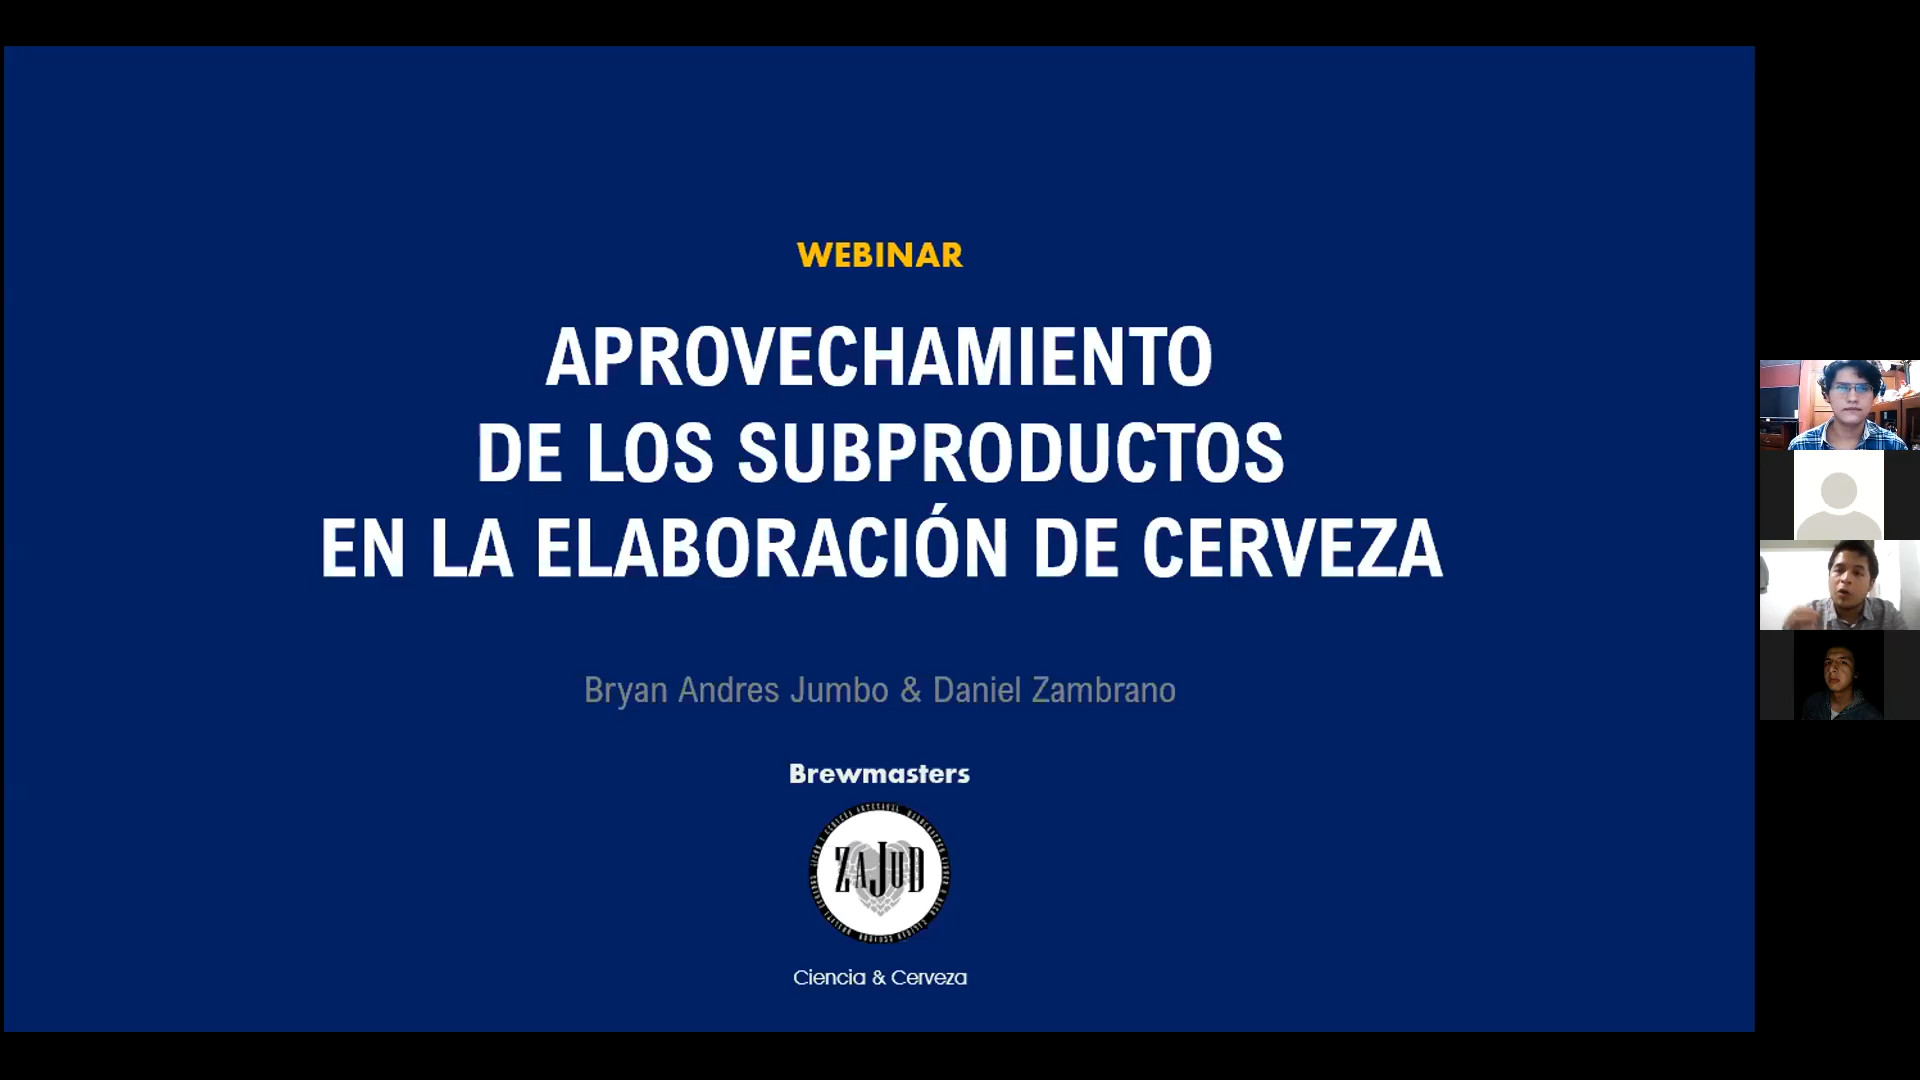 WEBINAR
APROVECHAMIENTO
DE LOS SUBPRODUCTOS
EN LA ELABORACIÓN DE CERVEZA
Bryan Andres Jumbo & Daniel Zambrano
Brewmasters
ZAJUD
Ciencia & Cerveza